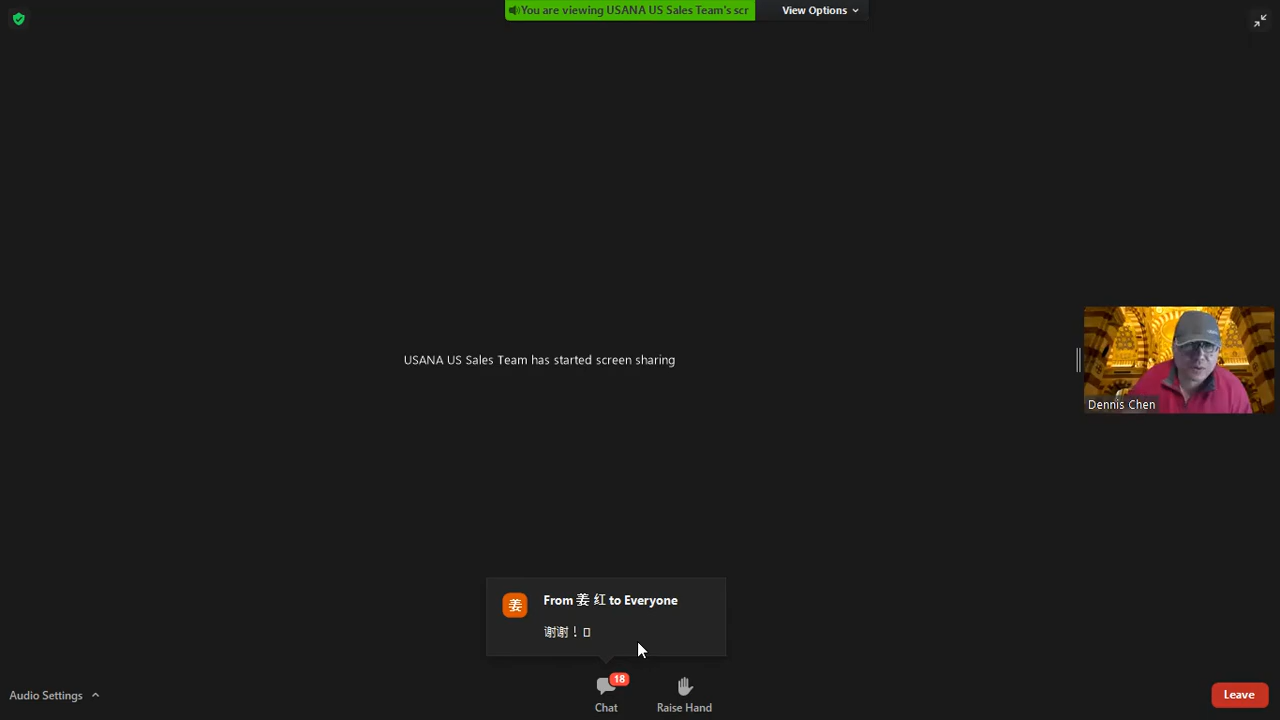 You are viewing USANA US Sales Team's scr
View Options
USANA US Sales Team has started screen sharing
Dennis Chen
姜
From 姜 红 to Everyone
谢谢！
18
Chat
Raise Hand
Audio Settings
Leave